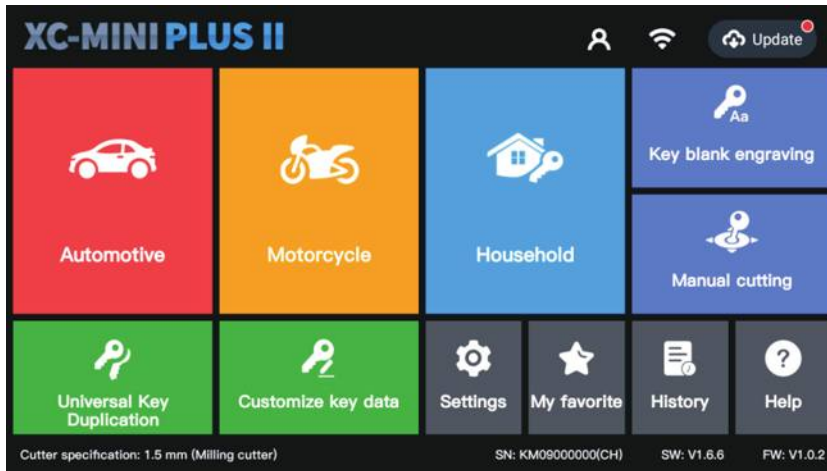 XC-MINI PLUS II
Update
Automotive
Motorcycle
Household
Aa
Key blank engraving
Manual cutting
Universal Key
Duplication
Customize key data
Settings
My favorite
History
?
Help
Cutter specification: 1.5 mm (Milling cutter)
SN: KM09000000(CH)
SW: V1.6.6
FW: V1.0.2